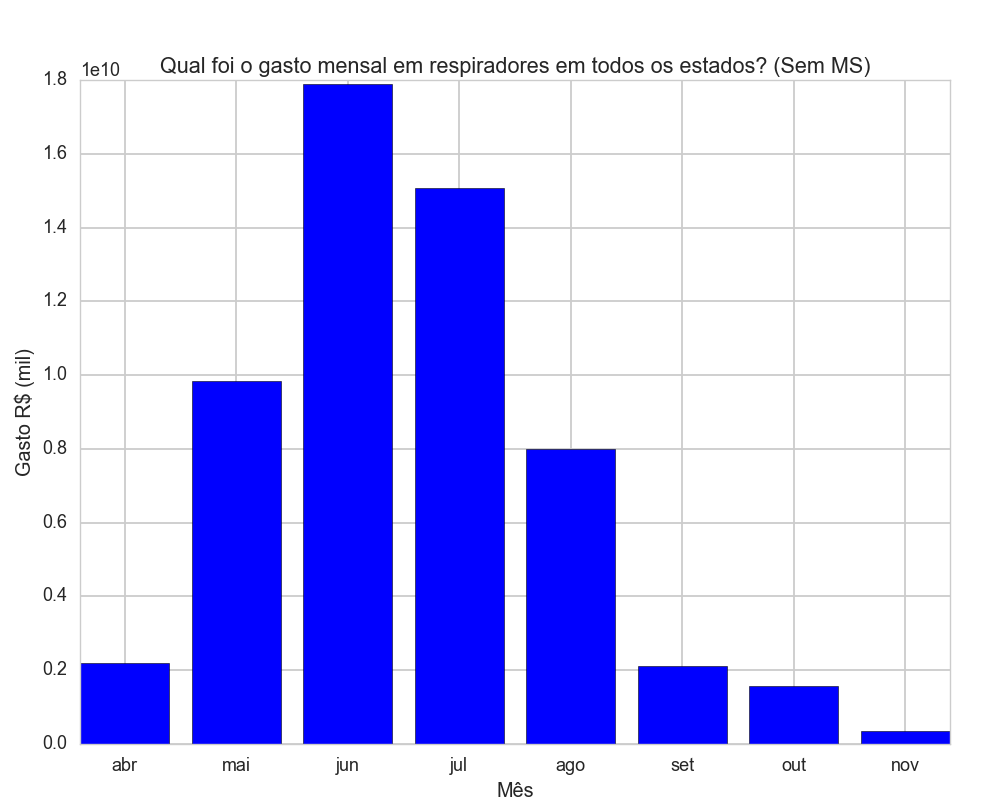 Qual foi o gasto mensal em respiradores em todos os estados? (Sem MS)
1e10
1.8
1.6
1.4
1.2
1.0
0.8
0.6
0.4
0.2
0.0
Gasto R$ (mil)
abr mai jun jul ago set out nov
Mês